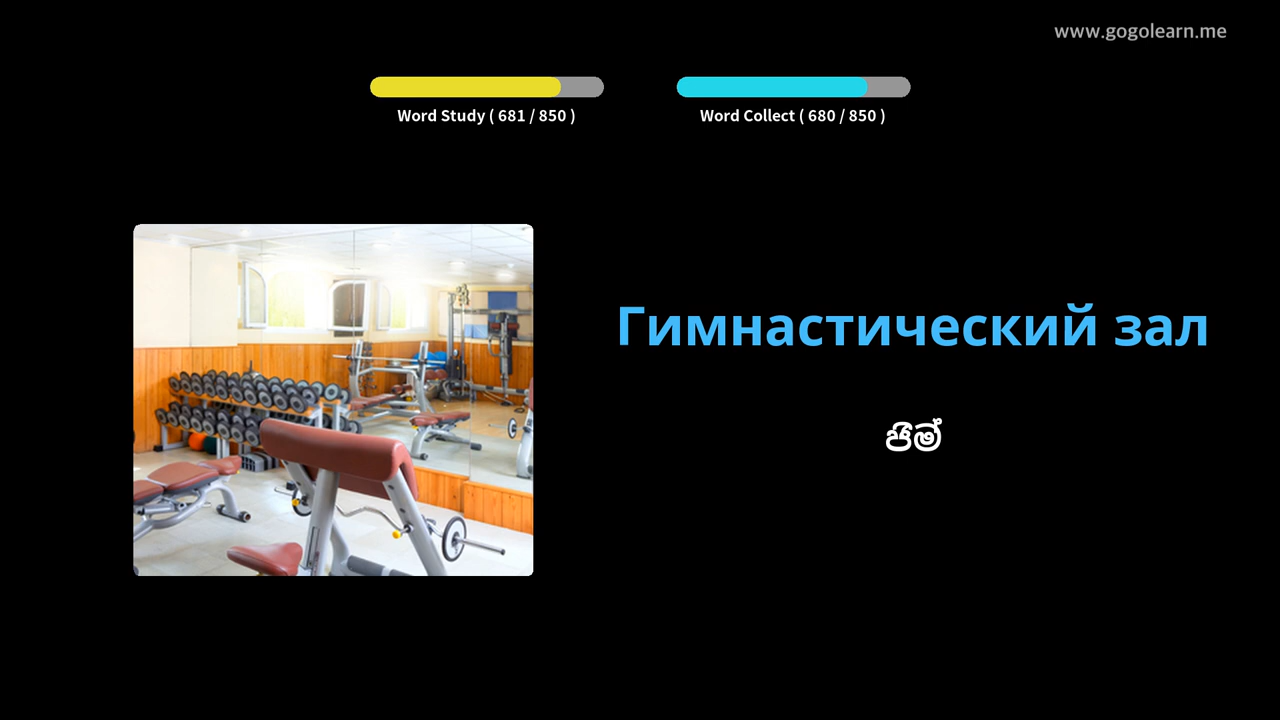 www.gogolearn.me
Word Study ( 681 / 850 )
Word Collect ( 680 / 850 )
Гимнастический зал
ජිම්